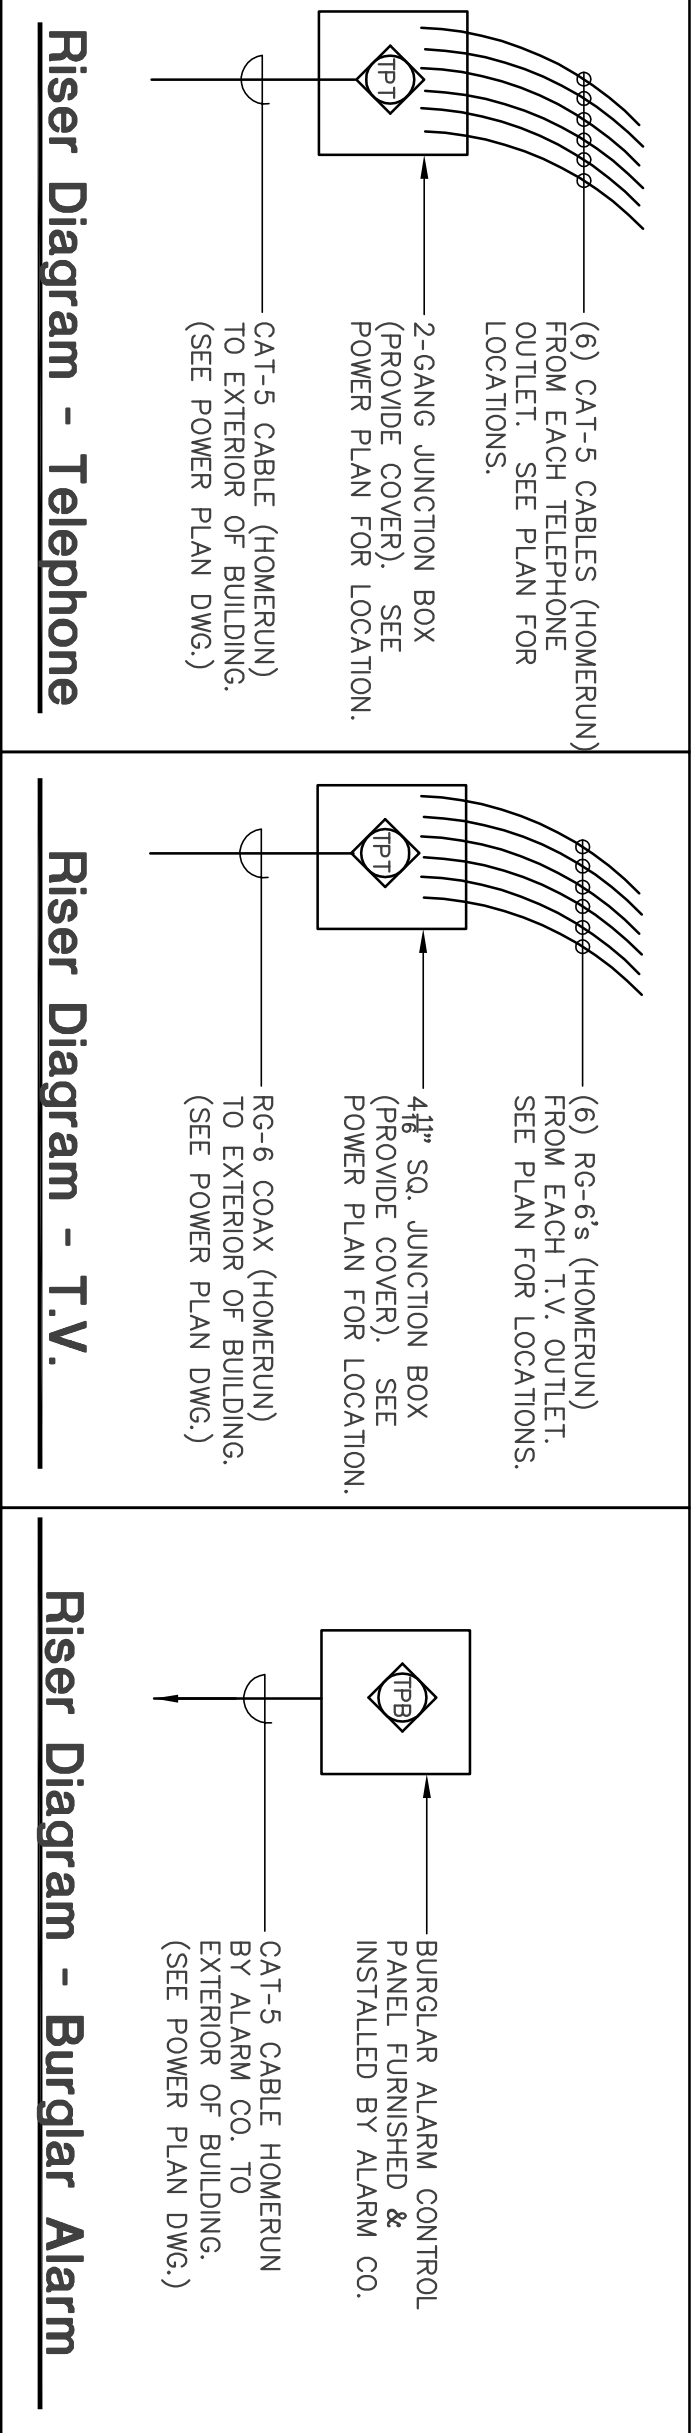 TPT
(6) CAT-5 CABLES (HOMERUN)
FROM EACH TELEPHONE
OUTLET. SEE PLAN FOR
LOCATIONS.
2-GANG JUNCTION BOX
(PROVIDE COVER). SEE
POWER PLAN FOR LOCATION.
CAT-5 CABLE (HOMERUN)
TO EXTERIOR OF BUILDING.
(SEE POWER PLAN DWG.)
Riser Diagram - Telephone
TPT
(6) RG-6's (HOMERUN)
FROM EACH T.V. OUTLET.
SEE PLAN FOR LOCATIONS.
4 11/16" SQ. JUNCTION BOX
(PROVIDE COVER). SEE
POWER PLAN FOR LOCATION.
RG-6 COAX (HOMERUN)
TO EXTERIOR OF BUILDING.
(SEE POWER PLAN DWG.)
Riser Diagram - T.V.
TPB
BURGLAR ALARM CONTROL
PANEL FURNISHED &
INSTALLED BY ALARM CO.
CAT-5 CABLE HOMERUN
BY ALARM CO. TO
EXTERIOR OF BUILDING.
(SEE POWER PLAN DWG.)
Riser Diagram - Burglar Alarm